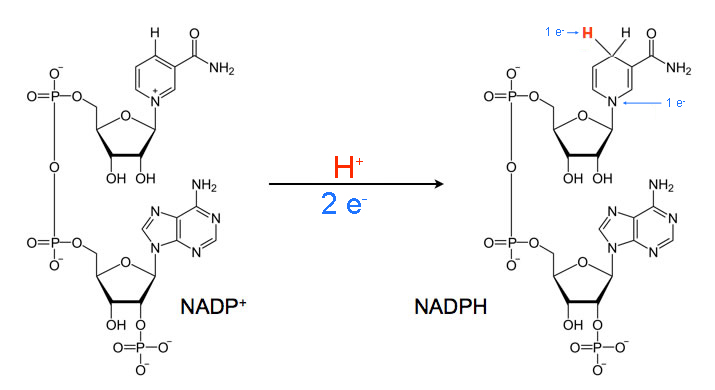 H
O
NH₂
O⁻
O=P–O
O⁻
N⁺
O
OH OH
O
NH₂
N
N
O⁻
O=P–O
O⁻
N
N
O
OH
O
O=P–O⁻
O⁻
NADP⁺
H⁺
2 e⁻
1 e⁻
H
H
O
NH₂
O⁻
O=P–O
O⁻
N
1 e⁻
O
OH OH
O
NH₂
N
N
O⁻
O=P–O
O⁻
N
N
O
OH
O
O=P–O⁻
O⁻
NADPH